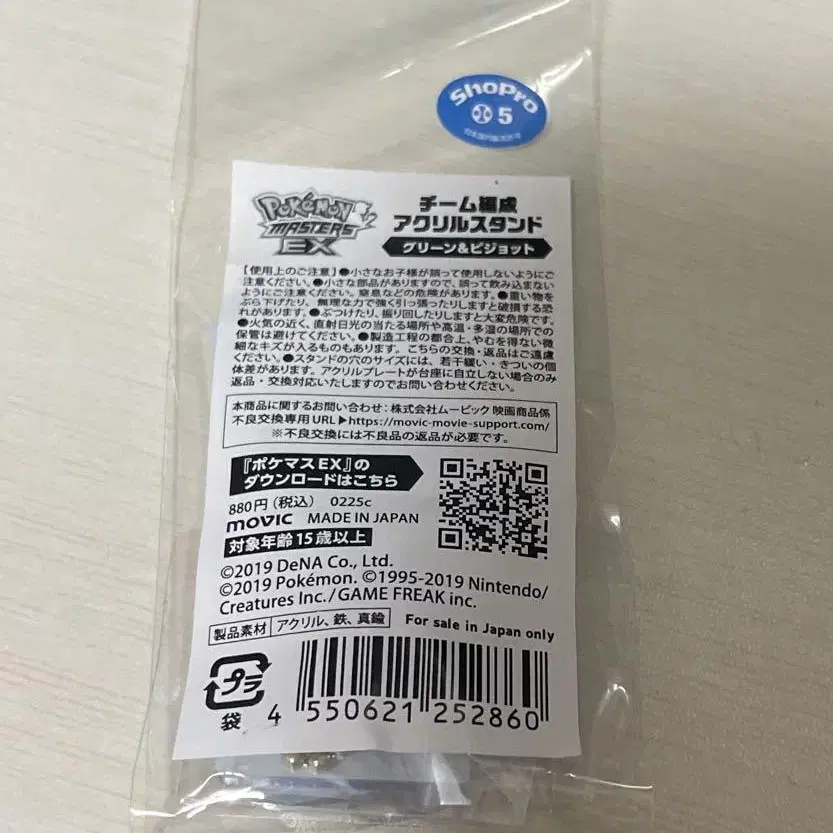 ShoPro
5
POKÉMON
MASTERS
EX
チーム編成
アクリルスタンド
グリーン&ピジョット
【使用上のご注意】●小さなお子様が誤って使用しないようにご
注意ください。●小さな部品がありますので、誤って飲み込まない
ようにご注意ください。窒息などの危険があります。●重い物を
ぶら下げたり、無理な力で強く引っ張ったりしますと破損する恐
れがあります。●ぶつけたり、振り回したりしますと大変危険です。
●火気の近く、直射日光の当たる場所や高温・多湿の場所での
保管は避けてください。●製造工程の都合上、やむを得ない微
細なキズが入るものもあります。こちらの交換・返品はご遠慮
ください。●スタンドの穴のサイズには、若干緩い・きついの個
体差があります。アクリルプレートが台座に自立しない場合のみ
返品・交換対応いたしますのでお問い合わせください。
本商品に関するお問い合わせ：株式会社ムービック 映画商品係
不良交換専用URL▶https://movic-movie-support.com/
※不良交換には不良品の返品が必要です。
『ポケマスEX』の
ダウンロードはこちら
880円(税込) 0225c
movic MADE IN JAPAN
対象年齢15歳以上
©2019 DeNA Co., Ltd.
©2019 Pokémon. ©1995-2019 Nintendo/
Creatures Inc./GAME FREAK inc.
製品素材 アクリル、鉄、真鍮 For sale in Japan only
プラ
袋
4 550621 252860